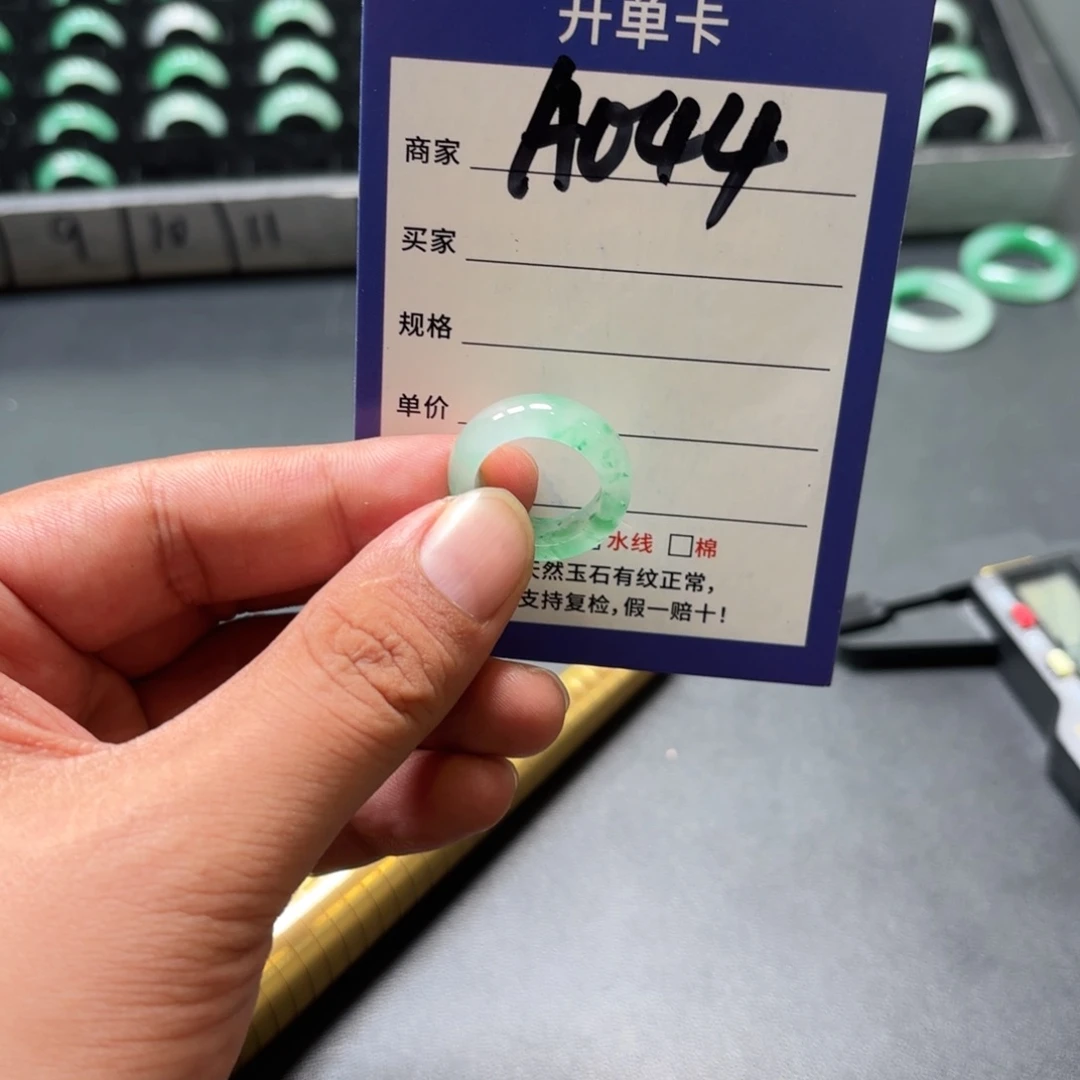 开单卡
商家 A044
买家
规格
单价
水线 □棉
天然玉石有纹正常，
支持复检，假一赔十！
9 10 11